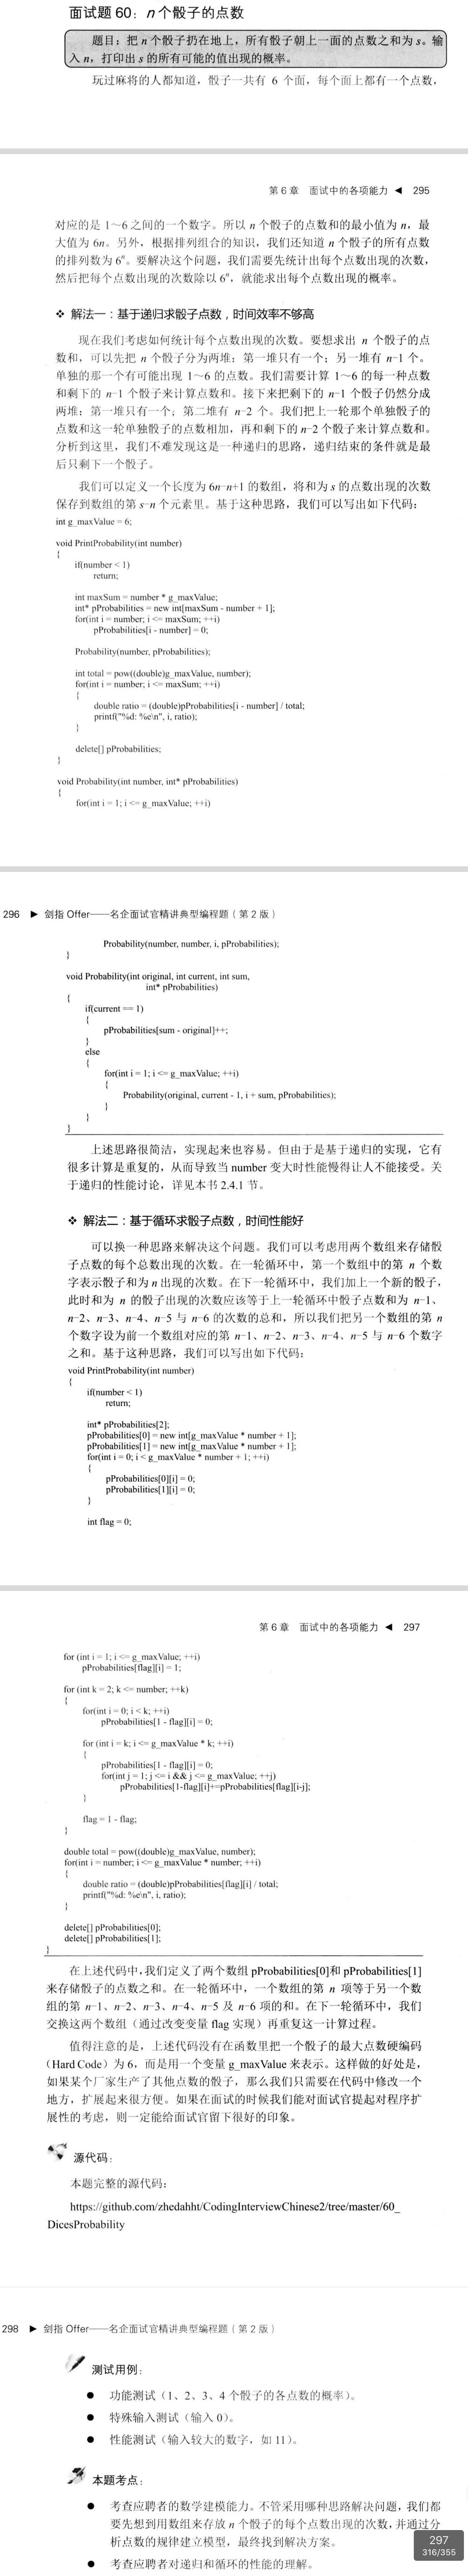 面试题 60：n 个骰子的点数
题目：把 n 个骰子扔在地上，所有骰子朝上一面的点数之和为 s。输
入 n，打印出 s 的所有可能的值出现的概率。
玩过麻将的人都知道，骰子一共有 6 个面，每个面上都有一个点数，
第 6 章 面试中的各项能力 ◀ 295
对应的是 1～6 之间的一个数字。所以 n 个骰子的点数和的最小值为 n，最
大值为 6n。另外，根据排列组合的知识，我们还知道 n 个骰子的所有点数
的排列数为 6ⁿ。要解决这个问题，我们需要先统计出每个点数出现的次数，
然后把每个点数出现的次数除以 6ⁿ，就能求出每个点数出现的概率。
❖ 解法一：基于递归求骰子点数，时间效率不够高
现在我们考虑如何统计每个点数出现的次数。要想求出 n 个骰子的点
数和，可以先把 n 个骰子分为两堆：第一堆只有一个；另一堆有 n-1 个。
单独的那一个有可能出现 1～6 的点数。我们需要计算 1～6 的每一种点数
和剩下的 n-1 个骰子来计算点数和。接下来把剩下的 n-1 个骰子仍然分成
两堆：第一堆只有一个；第二堆有 n-2 个。我们把上一轮那个单独骰子的
点数和这一轮单独骰子的点数相加，再和剩下的 n-2 个骰子来计算点数和。
分析到这里，我们不难发现这是一种递归的思路，递归结束的条件就是最
后只剩下一个骰子。
我们可以定义一个长度为 6n-n+1 的数组，将和为 s 的点数出现的次数
保存到数组的第 s-n 个元素里。基于这种思路，我们可以写出如下代码：
int g_maxValue = 6;
void PrintProbability(int number)
{
if(number < 1)
return;
int maxSum = number * g_maxValue;
int* pProbabilities = new int[maxSum - number + 1];
for(int i = number; i <= maxSum; ++i)
pProbabilities[i - number] = 0;
Probability(number, pProbabilities);
int total = pow((double)g_maxValue, number);
for(int i = number; i <= maxSum; ++i)
{
double ratio = (double)pProbabilities[i - number] / total;
printf("%d: %e\n", i, ratio);
}
delete[] pProbabilities;
}
void Probability(int number, int* pProbabilities)
{
for(int i = 1; i <= g_maxValue; ++i)
296 ▶ 剑指 Offer——名企面试官精讲典型编程题（第 2 版）
Probability(number, number, i, pProbabilities);
}
void Probability(int original, int current, int sum,
int* pProbabilities)
{
if(current == 1)
{
pProbabilities[sum - original]++;
}
else
{
for(int i = 1; i <= g_maxValue; ++i)
{
Probability(original, current - 1, i + sum, pProbabilities);
}
}
}
上述思路很简洁，实现起来也容易。但由于是基于递归的实现，它有
很多计算是重复的，从而导致当 number 变大时性能慢得让人不能接受。关
于递归的性能讨论，详见本书 2.4.1 节。
❖ 解法二：基于循环求骰子点数，时间性能好
可以换一种思路来解决这个问题。我们可以考虑用两个数组来存储骰
子点数的每个总数出现的次数。在一轮循环中，第一个数组中的第 n 个数
字表示骰子和为 n 出现的次数。在下一轮循环中，我们加上一个新的骰子，
此时和为 n 的骰子出现的次数应该等于上一轮循环中骰子点数和为 n-1、
n-2、n-3、n-4、n-5 与 n-6 的次数的总和，所以我们把另一个数组的第 n
个数字设为前一个数组对应的第 n-1、n-2、n-3、n-4、n-5 与 n-6 个数字
之和。基于这种思路，我们可以写出如下代码：
void PrintProbability(int number)
{
if(number < 1)
return;
int* pProbabilities[2];
pProbabilities[0] = new int[g_maxValue * number + 1];
pProbabilities[1] = new int[g_maxValue * number + 1];
for(int i = 0; i < g_maxValue * number + 1; ++i)
{
pProbabilities[0][i] = 0;
pProbabilities[1][i] = 0;
}
int flag = 0;
第 6 章 面试中的各项能力 ◀ 297
for (int i = 1; i <= g_maxValue; ++i)
pProbabilities[flag][i] = 1;
for (int k = 2; k <= number; ++k)
{
for(int i = 0; i < k; ++i)
pProbabilities[1 - flag][i] = 0;
for (int i = k; i <= g_maxValue * k; ++i)
{
pProbabilities[1 - flag][i] = 0;
for(int j = 1; j <= i && j <= g_maxValue; ++j)
pProbabilities[1-flag][i]+=pProbabilities[flag][i-j];
}
flag = 1 - flag;
}
double total = pow((double)g_maxValue, number);
for(int i = number; i <= g_maxValue * number; ++i)
{
double ratio = (double)pProbabilities[flag][i] / total;
printf("%d: %e\n", i, ratio);
}
delete[] pProbabilities[0];
delete[] pProbabilities[1];
}
在上述代码中，我们定义了两个数组 pProbabilities[0]和 pProbabilities[1]
来存储骰子的点数之和。在一轮循环中，一个数组的第 n 项等于另一个数
组的第 n-1、n-2、n-3、n-4、n-5 及 n-6 项的和。在下一轮循环中，我们
交换这两个数组（通过改变变量 flag 实现）再重复这一计算过程。
值得注意的是，上述代码没有在函数里把一个骰子的最大点数硬编码
（Hard Code）为 6，而是用一个变量 g_maxValue 来表示。这样做的好处是，
如果某个厂家生产了其他点数的骰子，那么我们只需要在代码中修改一个
地方，扩展起来很方便。如果在面试的时候我们能对面试官提起对程序扩
展性的考虑，则一定能给面试官留下很好的印象。
源代码：
本题完整的源代码：
https://github.com/zhedahht/CodingInterviewChinese2/tree/master/60_
DicesProbability
298 ▶ 剑指 Offer——名企面试官精讲典型编程题（第 2 版）
测试用例：
● 功能测试（1、2、3、4 个骰子的各点数的概率）。
● 特殊输入测试（输入 0）。
● 性能测试（输入较大的数字，如 11）。
本题考点：
● 考查应聘者的数学建模能力。不管采用哪种思路解决问题，我们都
要先想到用数组来存放 n 个骰子的每个点数出现的次数，并通过分
析点数的规律建立模型，最终找到解决方案。
● 考查应聘者对递归和循环的性能的理解。
297
316/355